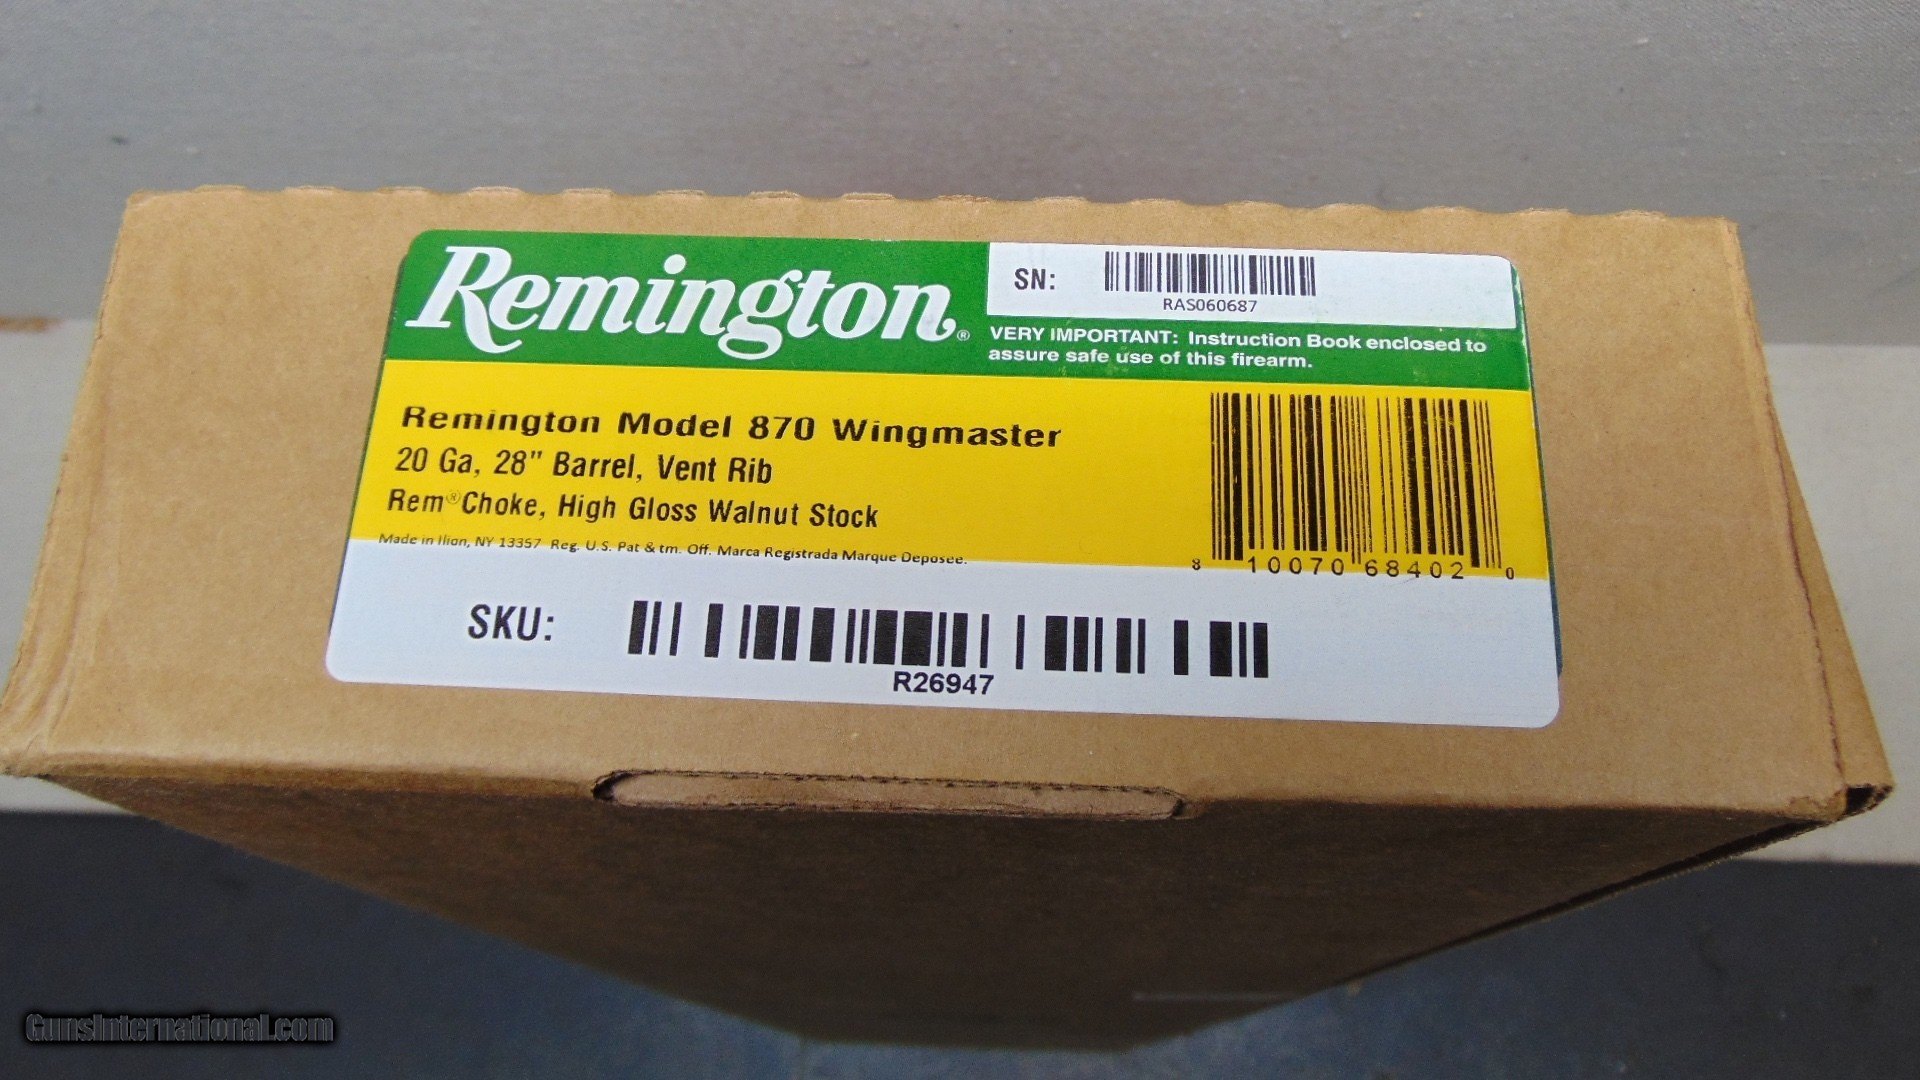 Remington®
SN:
RAS060687
VERY IMPORTANT: Instruction Book enclosed to
assure safe use of this firearm.
Remington Model 870 Wingmaster
20 Ga, 28" Barrel, Vent Rib
Rem® Choke, High Gloss Walnut Stock
Made in Ilion, NY 13357 Reg. U.S. Pat & tm. Off. Marca Registrada Marque Deposee.
8 10070 68402 0
SKU:
R26947
GunsInternational.com